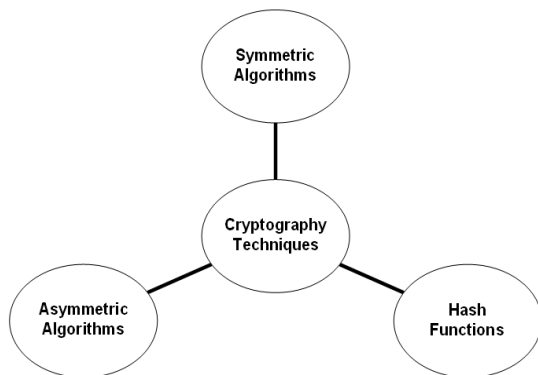 Symmetric
Algorithms
Cryptography
Techniques
Asymmetric
Algorithms
Hash
Functions